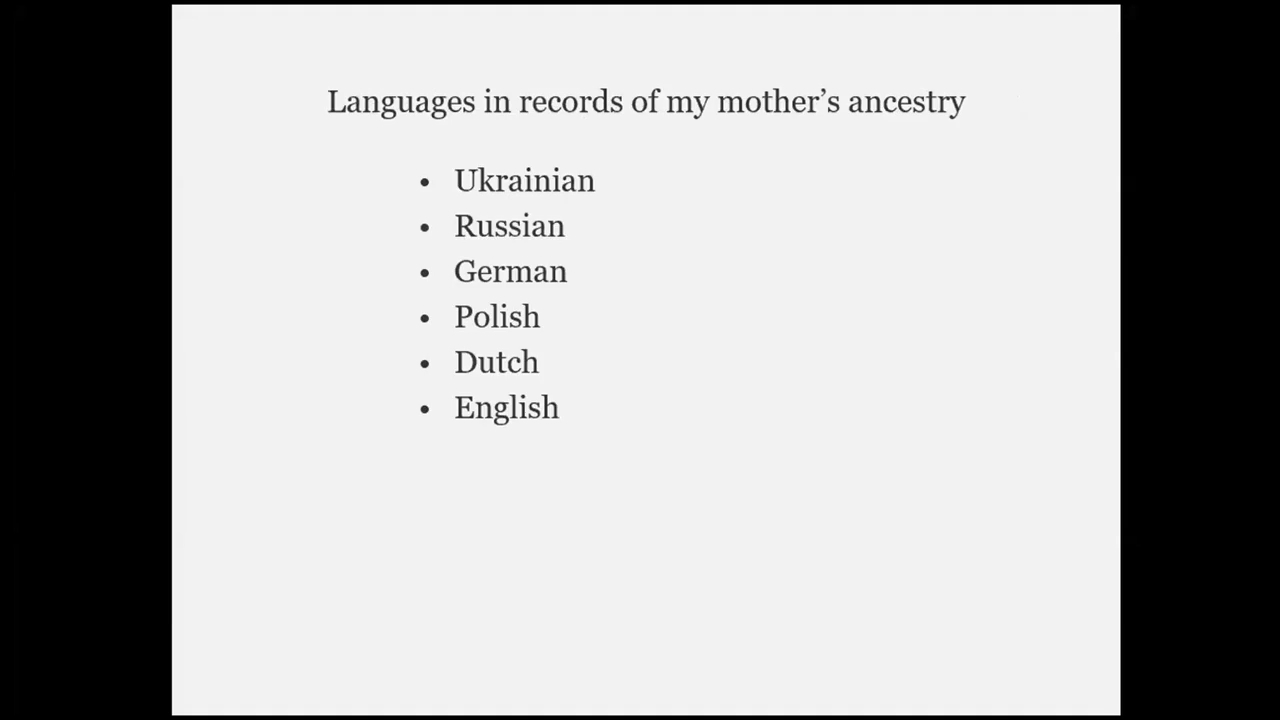 Languages in records of my mother’s ancestry
• Ukrainian
• Russian
• German
• Polish
• Dutch
• English